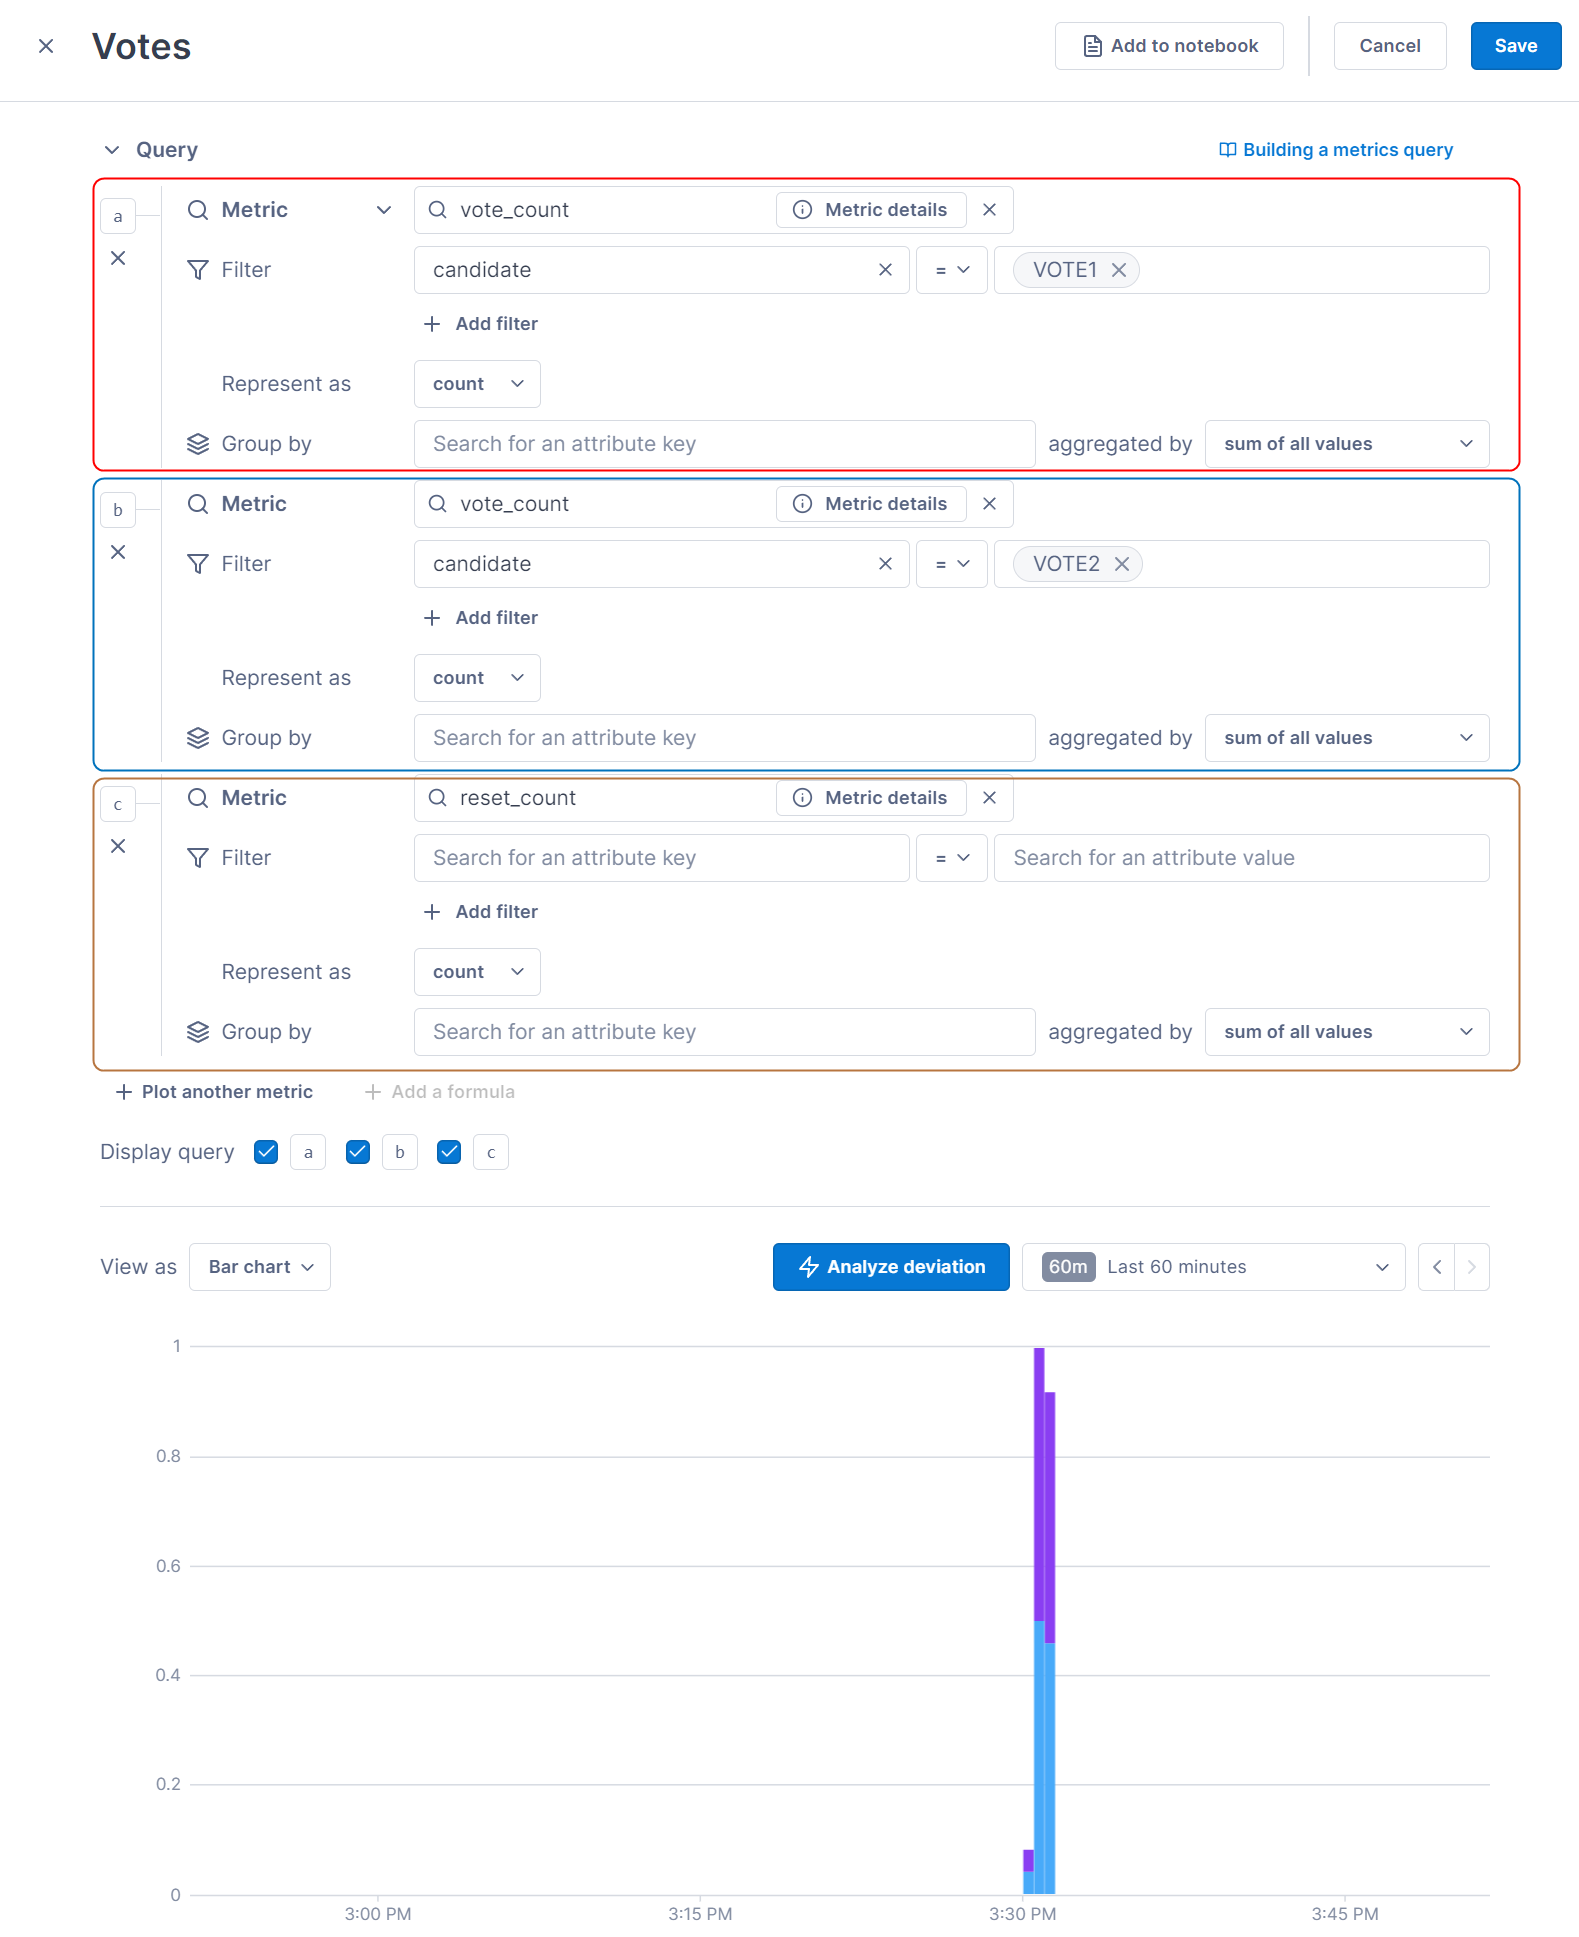 Votes
Add to notebook
Cancel
Save
Query
Building a metrics query
a
Metric
vote_count
Metric details
Filter
candidate
=
VOTE1
Add filter
Represent as
count
Group by
Search for an attribute key
aggregated by
sum of all values
b
Metric
vote_count
Metric details
Filter
candidate
=
VOTE2
Add filter
Represent as
count
Group by
Search for an attribute key
aggregated by
sum of all values
c
Metric
reset_count
Metric details
Filter
Search for an attribute key
=
Search for an attribute value
Add filter
Represent as
count
Group by
Search for an attribute key
aggregated by
sum of all values
Plot another metric
Add a formula
Display query
a
b
c
View as
Bar chart
Analyze deviation
60m
Last 60 minutes
1
0.8
0.6
0.4
0.2
0
3:00 PM
3:15 PM
3:30 PM
3:45 PM